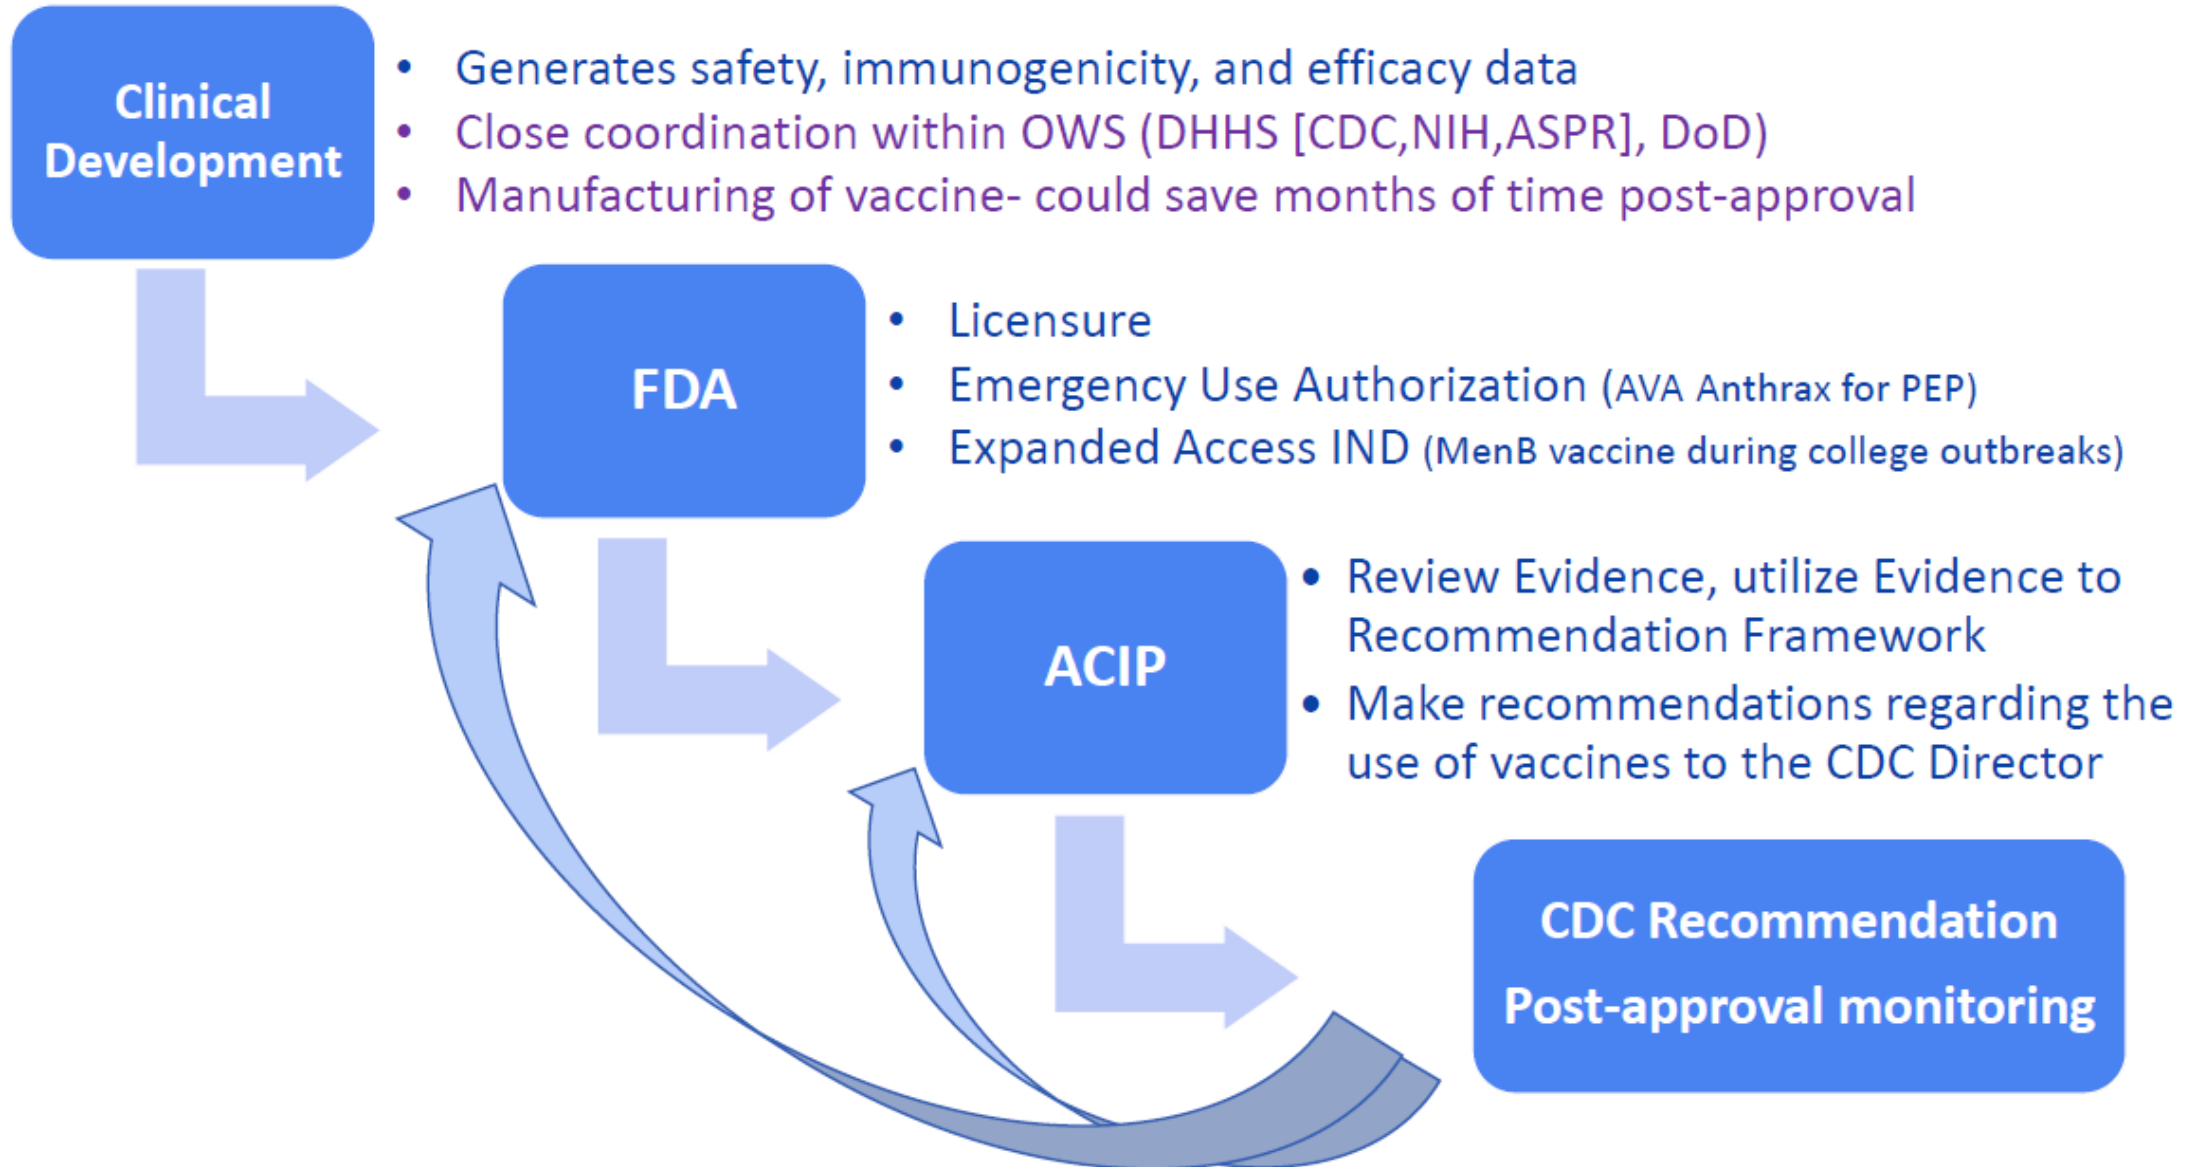 Clinical
Development
• Generates safety, immunogenicity, and efficacy data
• Close coordination within OWS (DHHS [CDC,NIH,ASPR], DoD)
• Manufacturing of vaccine- could save months of time post-approval
FDA
• Licensure
• Emergency Use Authorization (AVA Anthrax for PEP)
• Expanded Access IND (MenB vaccine during college outbreaks)
ACIP
• Review Evidence, utilize Evidence to
Recommendation Framework
• Make recommendations regarding the
use of vaccines to the CDC Director
CDC Recommendation
Post-approval monitoring